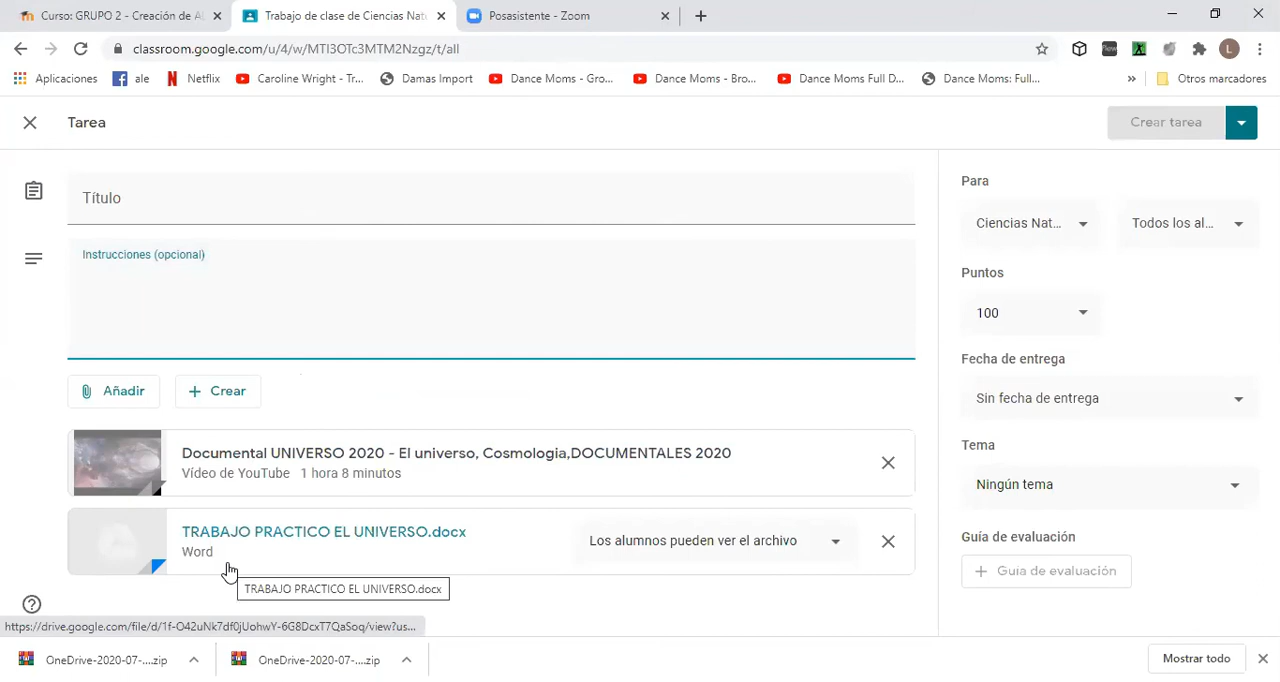 Curso: GRUPO 2 - Creación de AU
Trabajo de clase de Ciencias Natu
Posasistente - Zoom
classroom.google.com/u/4/w/MTI3OTc3MTM2Nzgz/t/all
L
Aplicaciones
ale
Netflix
Caroline Wright - Tr...
Damas Import
Dance Moms - Gro...
Dance Moms - Bro...
Dance Moms Full D...
Dance Moms: Full...
»
Otros marcadores
Tarea
Crear tarea
Título
Instrucciones (opcional)
Añadir
Crear
Documental UNIVERSO 2020 - El universo, Cosmologia,DOCUMENTALES 2020
Vídeo de YouTube 1 hora 8 minutos
TRABAJO PRACTICO EL UNIVERSO.docx
Word
Los alumnos pueden ver el archivo
TRABAJO PRACTICO EL UNIVERSO.docx
Para
Ciencias Nat...
Todos los al...
Puntos
100
Fecha de entrega
Sin fecha de entrega
Tema
Ningún tema
Guía de evaluación
Guía de evaluación
https://drive.google.com/file/d/1f-O42uNk7df0jUohwY-6G8DcxT7QaSoq/view?us...
OneDrive-2020-07-....zip
OneDrive-2020-07-....zip
Mostrar todo